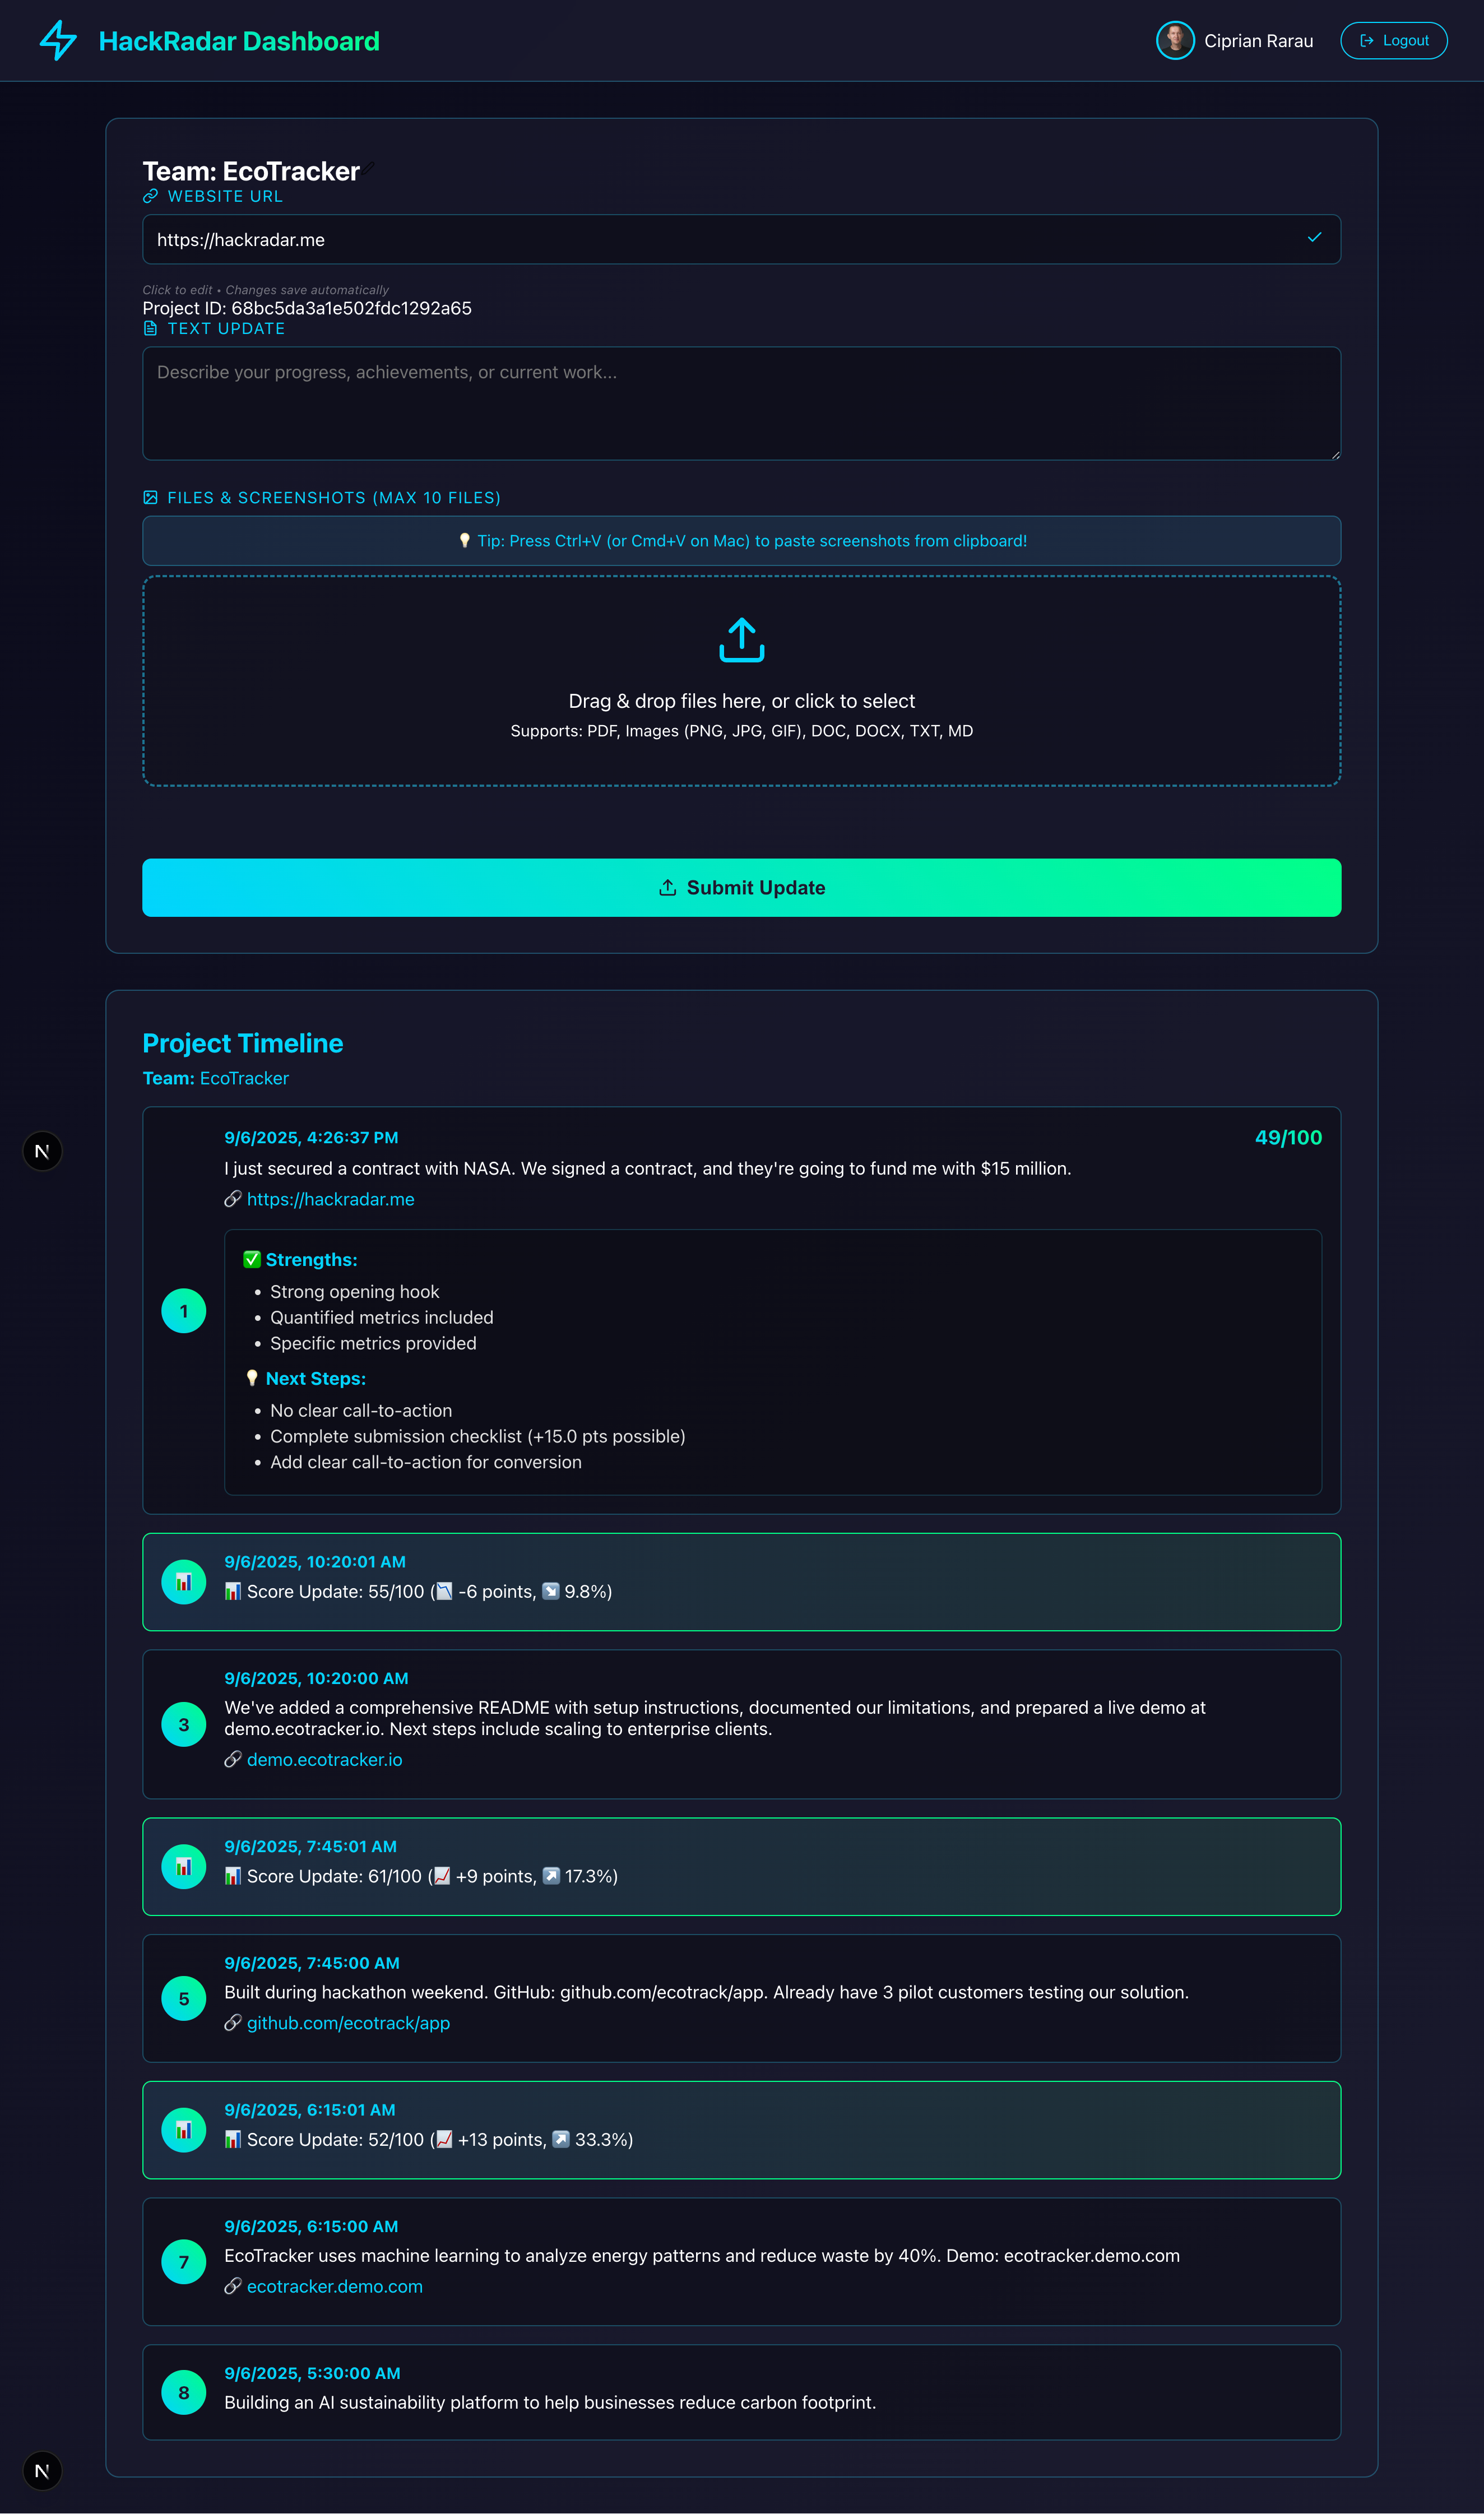 HackRadar Dashboard
Ciprian Rarau
Logout
Team: EcoTracker
WEBSITE URL
https://hackradar.me
Click to edit • Changes save automatically
Project ID: 68bc5da3a1e502fdc1292a65
TEXT UPDATE
Describe your progress, achievements, or current work...
FILES & SCREENSHOTS (MAX 10 FILES)
💡 Tip: Press Ctrl+V (or Cmd+V on Mac) to paste screenshots from clipboard!
Drag & drop files here, or click to select
Supports: PDF, Images (PNG, JPG, GIF), DOC, DOCX, TXT, MD
Submit Update
Project Timeline
Team: EcoTracker
9/6/2025, 4:26:37 PM
49/100
I just secured a contract with NASA. We signed a contract, and they're going to fund me with $15 million.
🔗 https://hackradar.me
1
✅ Strengths:
• Strong opening hook
• Quantified metrics included
• Specific metrics provided
💡 Next Steps:
• No clear call-to-action
• Complete submission checklist (+15.0 pts possible)
• Add clear call-to-action for conversion
N
9/6/2025, 10:20:01 AM
📊 Score Update: 55/100 (📉 -6 points, ↘️ 9.8%)
3
9/6/2025, 10:20:00 AM
We've added a comprehensive README with setup instructions, documented our limitations, and prepared a live demo at
demo.ecotracker.io. Next steps include scaling to enterprise clients.
🔗 demo.ecotracker.io
9/6/2025, 7:45:01 AM
📊 Score Update: 61/100 (📈 +9 points, ↗️ 17.3%)
5
9/6/2025, 7:45:00 AM
Built during hackathon weekend. GitHub: github.com/ecotrack/app. Already have 3 pilot customers testing our solution.
🔗 github.com/ecotrack/app
9/6/2025, 6:15:01 AM
📊 Score Update: 52/100 (📈 +13 points, ↗️ 33.3%)
7
9/6/2025, 6:15:00 AM
EcoTracker uses machine learning to analyze energy patterns and reduce waste by 40%. Demo: ecotracker.demo.com
🔗 ecotracker.demo.com
8
9/6/2025, 5:30:00 AM
Building an AI sustainability platform to help businesses reduce carbon footprint.
N